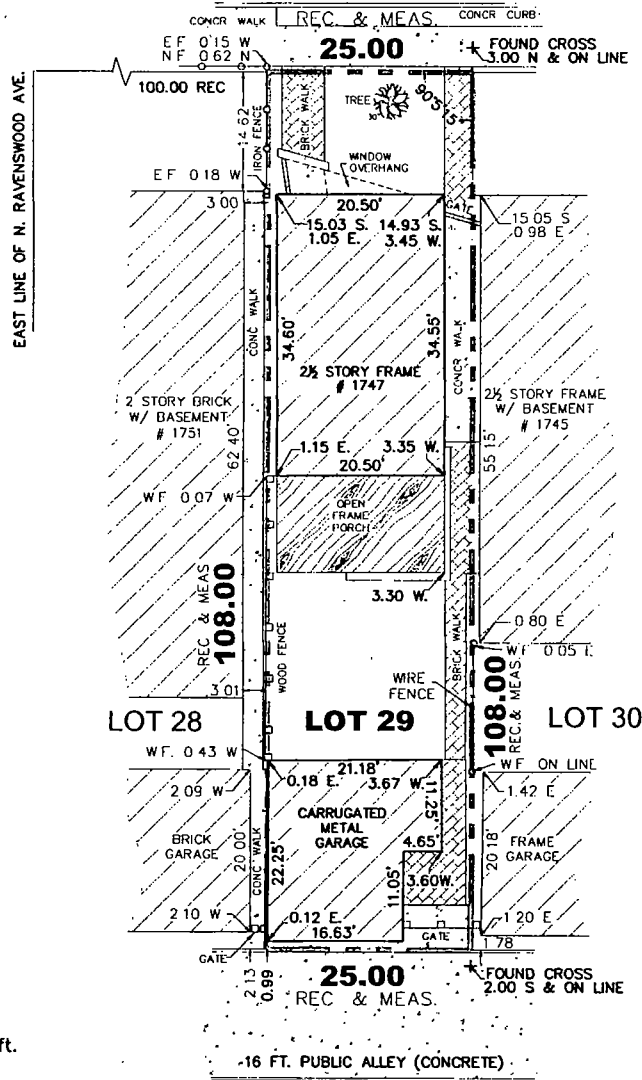 CONCR WALK
REC. & MEAS.
CONCR CURB
EF 0.15 W
NF 0.62 N
25.00
FOUND CROSS
3.00 N & ON LINE
100.00 REC
EAST LINE OF N. RAVENSWOOD AVE.
14.62
IRON FENCE
BRICK WALK
TREE
30
90°5'15"
WINDOW
OVERHANG
EF 0.18 W
3.00
20.50'
GATE
15.03 S.
1.05 E.
14.93 S.
3.45 W.
15.05 S
0.98 E
CONC WALK
34.60'
34.55'
CONCR WALK
2½ STORY FRAME
# 1747
2 STORY BRICK
W/ BASEMENT
# 1751
2½ STORY FRAME
W/ BASEMENT
# 1745
62.40'
55.15'
1.15 E.
3.35 W.
20.50'
WF 0.07 W
OPEN
FRAME
PORCH
3.30 W.
108.00
REC & MEAS
WOOD FENCE
BRICK WALK
0.80 E
WF 0.05 E
WIRE
FENCE
108.00
REC.& MEAS.
3.01
LOT 28
LOT 29
LOT 30
WF. 0.43 W
WF ON LINE
21.18'
0.18 E.
3.67 W.
1.42 E
2.09 W
CARRUGATED
METAL
GARAGE
11.25'
BRICK
GARAGE
20.00'
CONC WALK
22.25'
4.65'
11.05'
3.60W.
20.18'
FRAME
GARAGE
2.10 W
0.12 E.
16.63'
GATE
1.20 E
1.78
GATE
2.13
0.99
25.00
REC & MEAS.
FOUND CROSS
2.00 S & ON LINE
ft.
16 FT. PUBLIC ALLEY (CONCRETE)